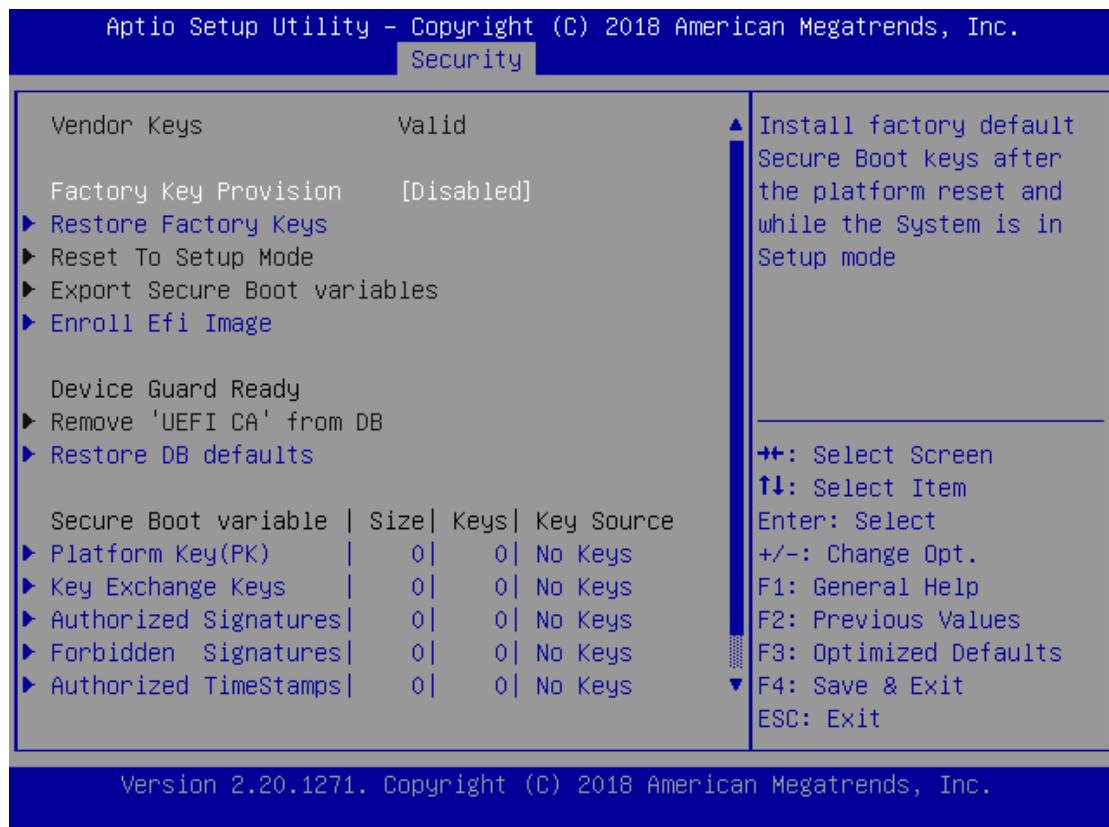 Aptio Setup Utility – Copyright (C) 2018 American Megatrends, Inc.
Security
Vendor Keys Valid
Factory Key Provision [Disabled]
Restore Factory Keys
Reset To Setup Mode
Export Secure Boot variables
Enroll Efi Image
Device Guard Ready
Remove 'UEFI CA' from DB
Restore DB defaults
Secure Boot variable | Size| Keys| Key Source
Platform Key(PK) | 0| 0| No Keys
Key Exchange Keys | 0| 0| No Keys
Authorized Signatures| 0| 0| No Keys
Forbidden Signatures| 0| 0| No Keys
Authorized TimeStamps| 0| 0| No Keys
Install factory default
Secure Boot keys after
the platform reset and
while the System is in
Setup mode
→←: Select Screen
↑↓: Select Item
Enter: Select
+/-: Change Opt.
F1: General Help
F2: Previous Values
F3: Optimized Defaults
F4: Save & Exit
ESC: Exit
Version 2.20.1271. Copyright (C) 2018 American Megatrends, Inc.